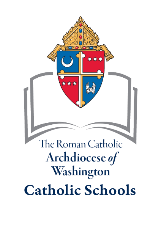 The Roman Catholic
Archdiocese of
Washington
Catholic Schools